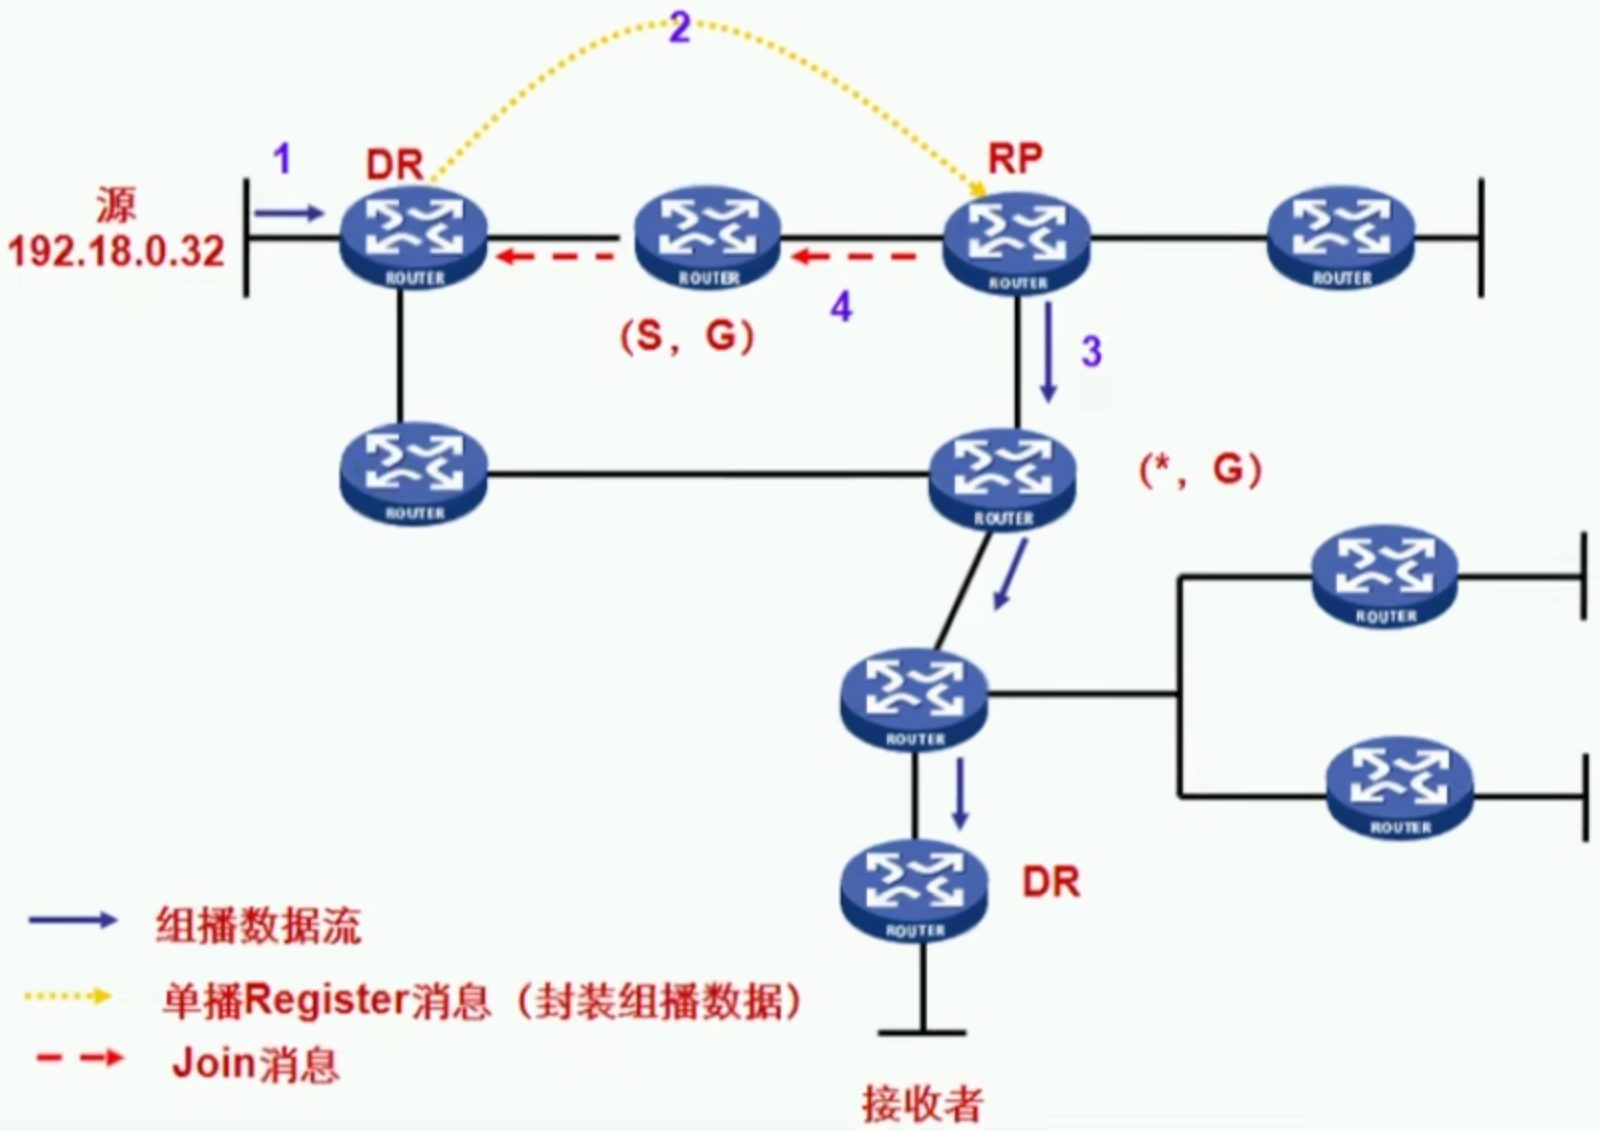 2
1
DR
RP
源
192.18.0.32
ROUTER
ROUTER
ROUTER
ROUTER
(S, G)
4
3
ROUTER
ROUTER
(*, G)
ROUTER
ROUTER
ROUTER
ROUTER
DR
组播数据流
单播Register消息（封装组播数据）
Join消息
接收者